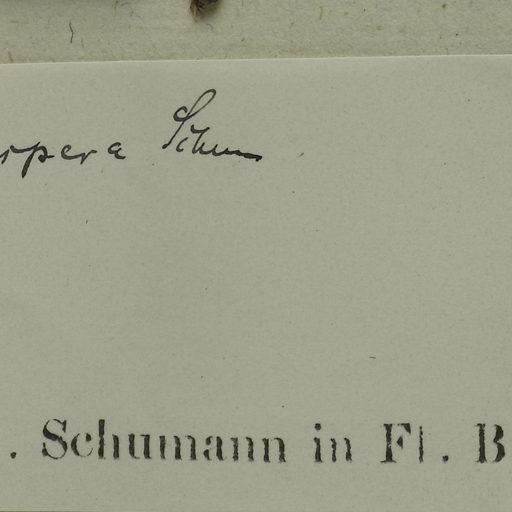 rpera Schum
. Schumann in Fl. B